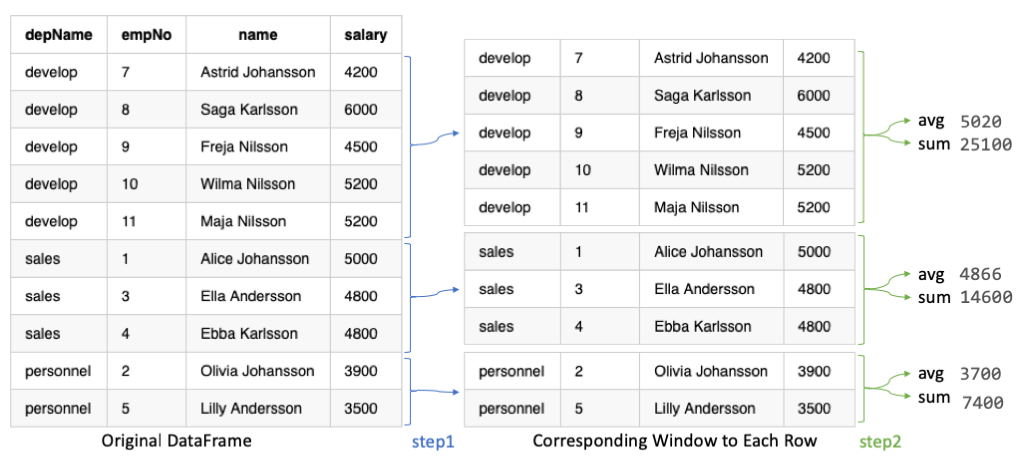 depName empNo name salary
develop 7 Astrid Johansson 4200
develop 8 Saga Karlsson 6000
develop 9 Freja Nilsson 4500
develop 10 Wilma Nilsson 5200
develop 11 Maja Nilsson 5200
sales 1 Alice Johansson 5000
sales 3 Ella Andersson 4800
sales 4 Ebba Karlsson 4800
personnel 2 Olivia Johansson 3900
personnel 5 Lilly Andersson 3500
Original DataFrame
step1
develop 7 Astrid Johansson 4200
develop 8 Saga Karlsson 6000
develop 9 Freja Nilsson 4500
develop 10 Wilma Nilsson 5200
develop 11 Maja Nilsson 5200
sales 1 Alice Johansson 5000
sales 3 Ella Andersson 4800
sales 4 Ebba Karlsson 4800
personnel 2 Olivia Johansson 3900
personnel 5 Lilly Andersson 3500
Corresponding Window to Each Row
step2
avg 5020
sum 25100
avg 4866
sum 14600
avg 3700
sum 7400